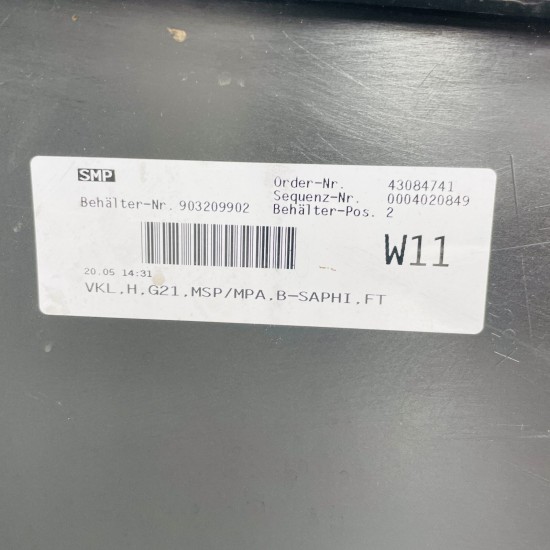 SMP
Order-Nr. 43084741
Sequenz-Nr. 0004020849
Behälter-Nr. 903209902 Behälter-Pos. 2
W11
20.05 14:31
VKL.H.G21.MSP/MPA.B-SAPHI.FT